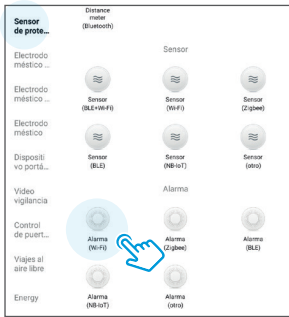 Distance
meter
(Bluetooth)
Sensor
de prote...
Sensor
Electrodo
méstico ...
Sensor
(BLE+Wi-Fi)
Sensor
(Wi-Fi)
Sensor
(Zigbee)
Electrodo
méstico ...
Electrodo
méstico
Sensor
(BLE)
Sensor
(NB-IoT)
Sensor
(otro)
Dispositi
vo portá...
Video
vigilancia
Alarma
Control
de puert...
Alarma
(Wi-Fi)
Alarma
(Zigbee)
Alarma
(BLE)
Viajes al
aire libre
Energy
Alarma
(NB-IoT)
Alarma
(otro)